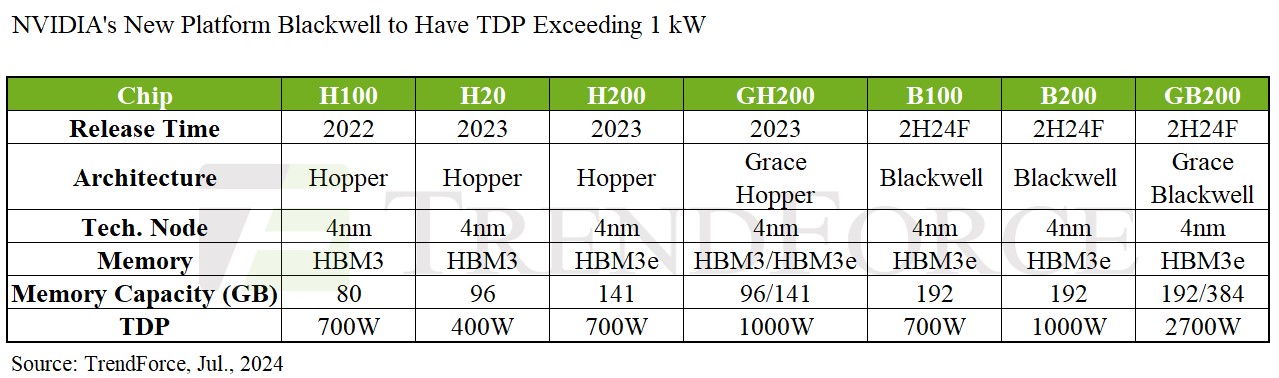 NVIDIA's New Platform Blackwell to Have TDP Exceeding 1 kW
Chip H100 H20 H200 GH200 B100 B200 GB200
Release Time 2022 2023 2023 2023 2H24F 2H24F 2H24F
Architecture Hopper Hopper Hopper Grace Hopper Blackwell Blackwell Grace Blackwell
Tech. Node 4nm 4nm 4nm 4nm 4nm 4nm 4nm
Memory HBM3 HBM3 HBM3e HBM3/HBM3e HBM3e HBM3e HBM3e
Memory Capacity (GB) 80 96 141 96/141 192 192 192/384
TDP 700W 400W 700W 1000W 700W 1000W 2700W
Source: TrendForce, Jul., 2024
TRENDFORCE